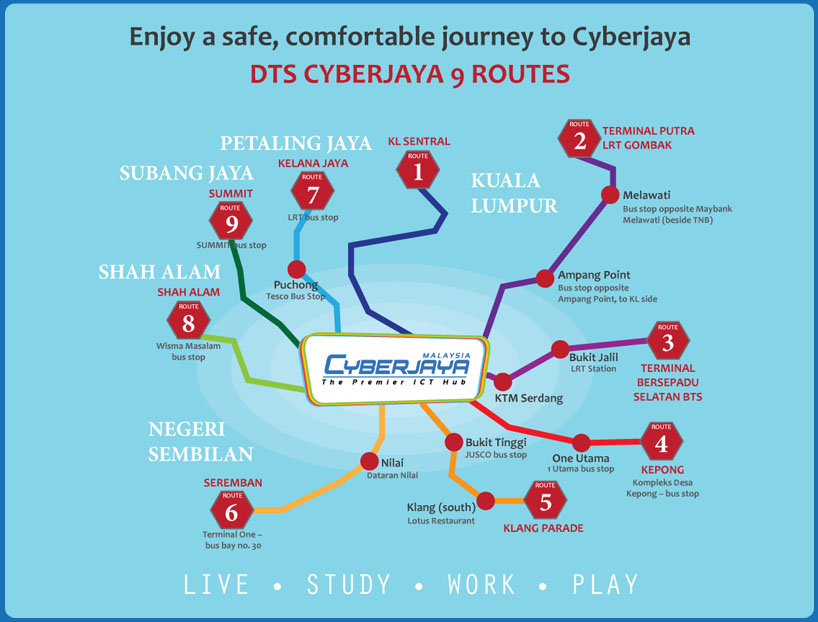 Enjoy a safe, comfortable journey to Cyberjaya
DTS CYBERJAYA 9 ROUTES
PETALING JAYA
KELANA JAYA
ROUTE
7
LRT bus stop
Puchong
Tesco Bus Stop
SUBANG JAYA
SUMMIT
ROUTE
9
SUMMIT bus stop
SHAH ALAM
SHAH ALAM
ROUTE
8
Wisma Masalam
bus stop
KL SENTRAL
ROUTE
1
KUALA
LUMPUR
ROUTE
2
TERMINAL PUTRA
LRT GOMBAK
Melawati
Bus stop opposite Maybank
Melawati (beside TNB)
Ampang Point
Bus stop opposite
Ampang Point, to KL side
ROUTE
3
TERMINAL
BERSEPADU
SELATAN BTS
Bukit Jalil
LRT Station
KTM Serdang
MALAYSIA
CYBERJAYA
The Premier ICT Hub
ROUTE
4
KEPONG
Kompleks Desa
Kepong – bus stop
One Utama
1 Utama bus stop
Bukit Tinggi
JUSCO bus stop
Klang (south)
Lotus Restaurant
ROUTE
5
KLANG PARADE
NEGERI
SEMBILAN
Nilai
Dataran Nilai
SEREMBAN
ROUTE
6
Terminal One –
bus bay no. 30
LIVE • STUDY • WORK • PLAY